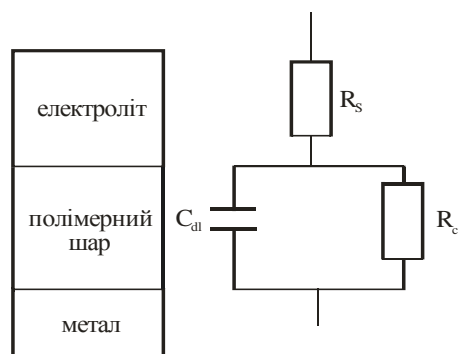 електроліт
R_S
полімерний
шар
C_dl
R_c
метал